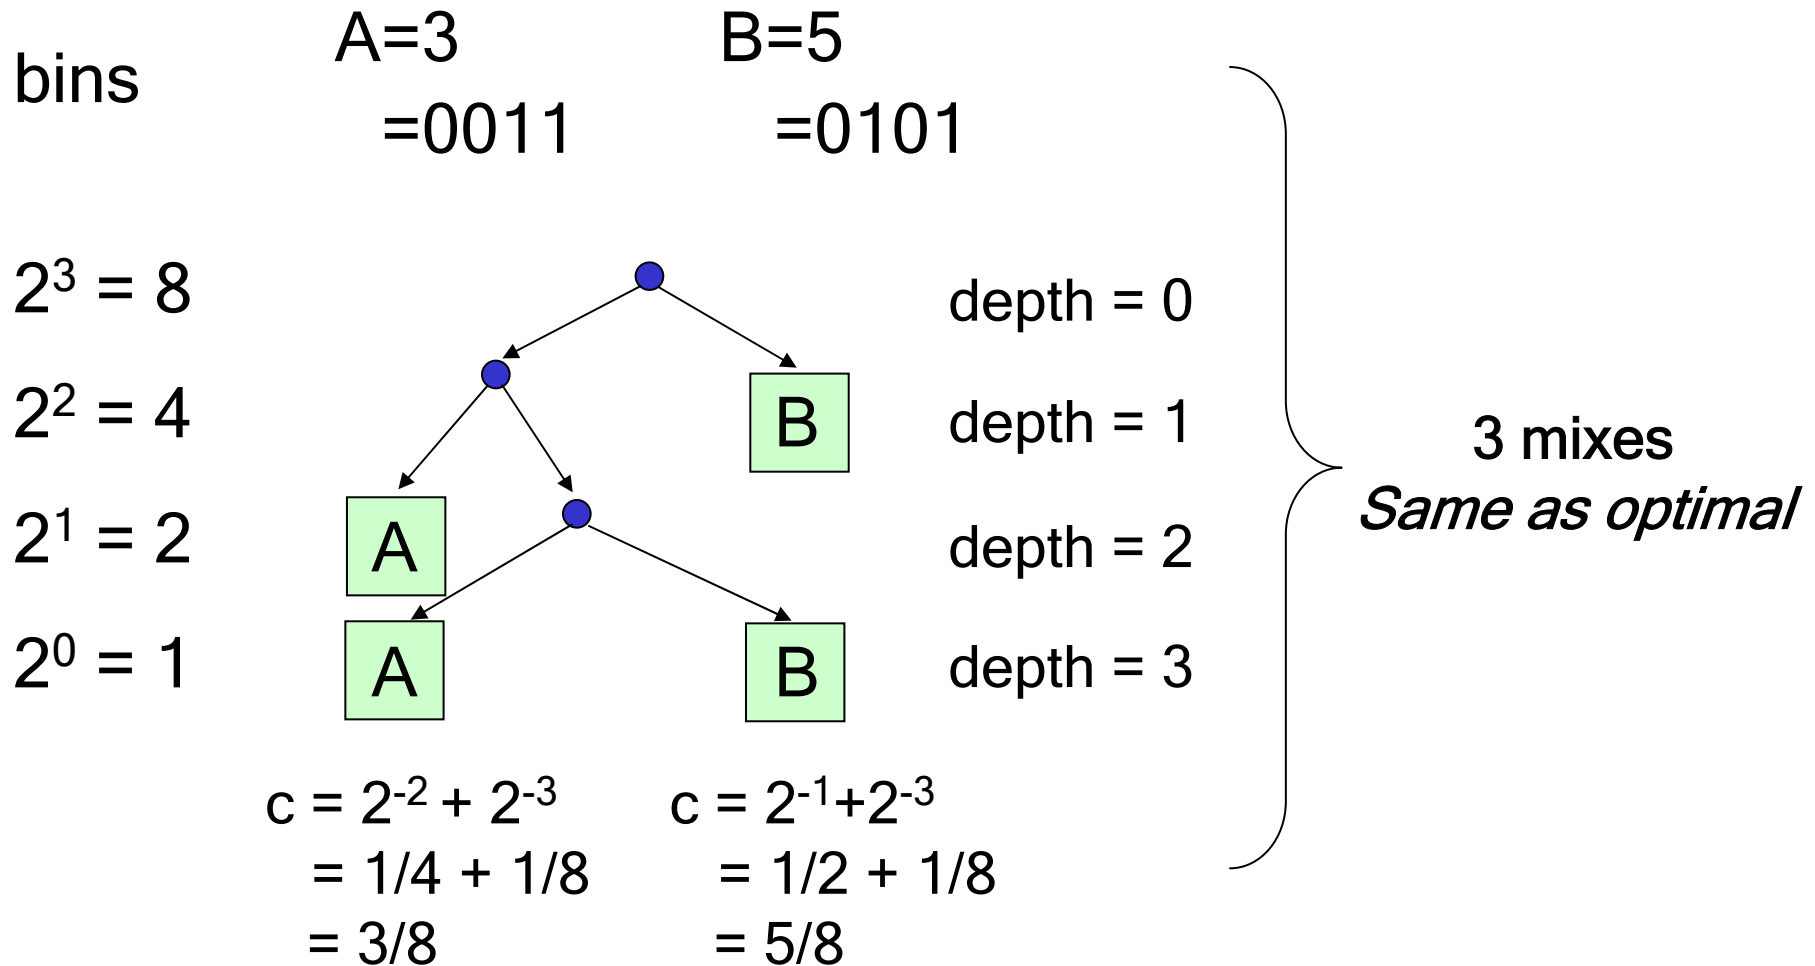 A=3 B=5
bins
=0011 =0101
2³ = 8 depth = 0
2² = 4 B depth = 1
2¹ = 2 A depth = 2
2⁰ = 1 A B depth = 3
3 mixes
Same as optimal
c = 2⁻² + 2⁻³ c = 2⁻¹+2⁻³
= 1/4 + 1/8 = 1/2 + 1/8
= 3/8 = 5/8